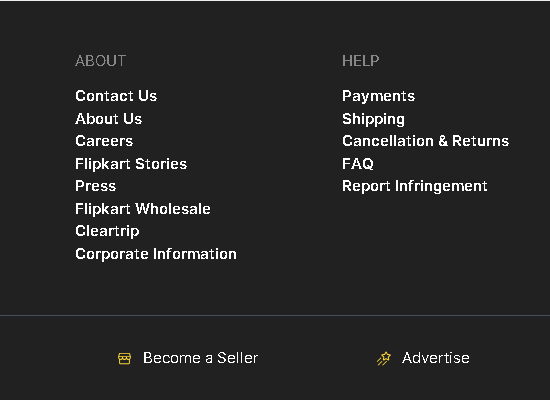 ABOUT
Contact Us
About Us
Careers
Flipkart Stories
Press
Flipkart Wholesale
Cleartrip
Corporate Information
HELP
Payments
Shipping
Cancellation & Returns
FAQ
Report Infringement
Become a Seller
Advertise